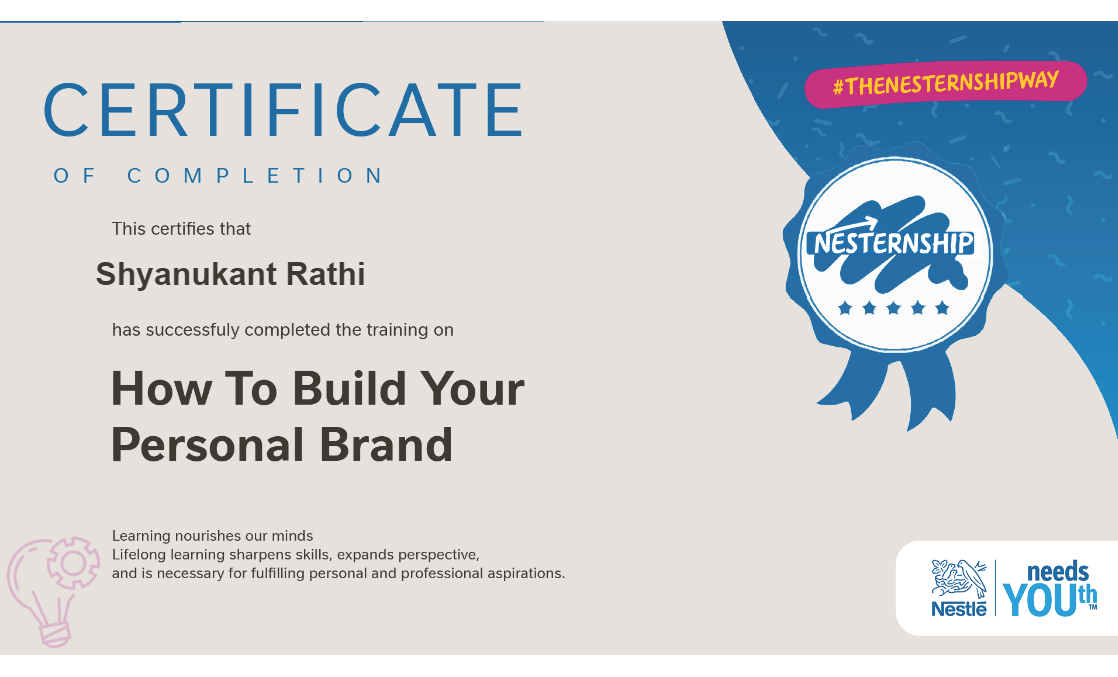 CERTIFICATE
OF COMPLETION
This certifies that
Shyanukant Rathi
has successfuly completed the training on
How To Build Your
Personal Brand
Learning nourishes our minds
Lifelong learning sharpens skills, expands perspective,
and is necessary for fulfilling personal and professional aspirations.
#THENESTERNSHIPWAY
NESTERNSHIP
Nestlé
needs
YOUth™